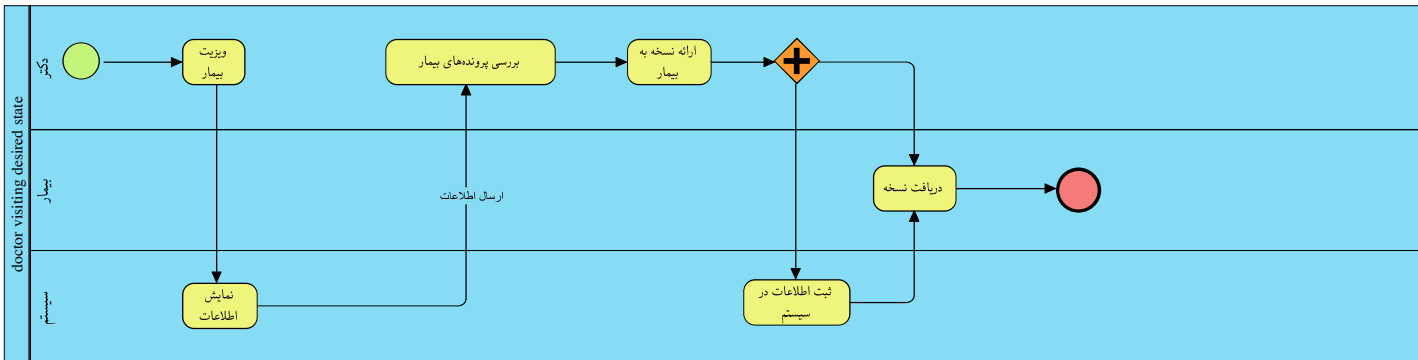 doctor visiting desired state
دکتر
ویزیت
بیمار
بررسی پرونده‌های بیمار
ارائه نسخه به
بیمار
بیمار
ارسال اطلاعات
دریافت نسخه
سیستم
نمایش
اطلاعات
ثبت اطلاعات در
سیستم